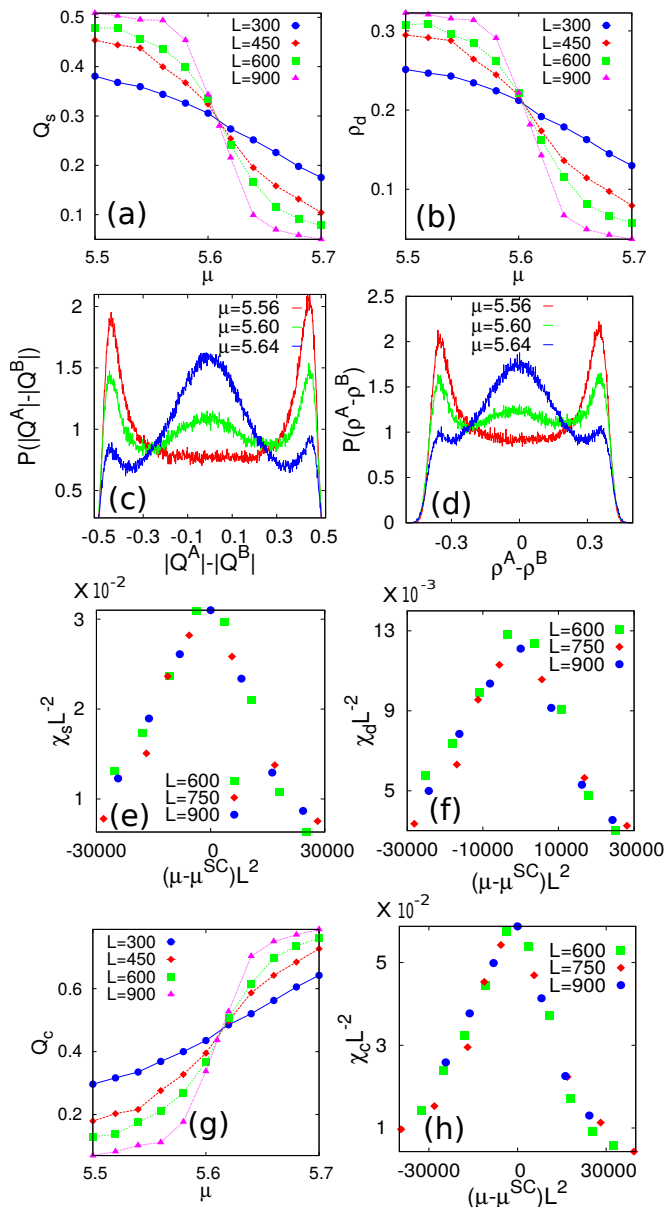 L=300
L=450
L=600
L=900
0.5
0.4
0.3
0.2
0.1
Q_s
(a)
5.5 5.6 5.7
μ
L=300
L=450
L=600
L=900
0.3
0.2
0.1
ρ_d
(b)
5.5 5.6 5.7
μ
μ=5.56
μ=5.60
μ=5.64
2
1.5
1
0.5
P(|Q^A|-|Q^B|)
(c)
-0.5 -0.3 -0.1 0.1 0.3 0.5
|Q^A|-|Q^B|
μ=5.56
μ=5.60
μ=5.64
2.5
2
1.5
1
0.5
0
P(ρ^A-ρ^B)
(d)
-0.3 0 0.3
ρ^A-ρ^B
X 10^-2
3
2
1
χ_s L^-2
L=600
L=750
L=900
(e)
-30000 0 30000
(μ-μ^SC)L^2
X 10^-3
13
9
5
χ_d L^-2
L=600
L=750
L=900
(f)
-30000 -10000 10000 30000
(μ-μ^SC)L^2
L=300
L=450
L=600
L=900
0.6
0.4
0.2
Q_c
(g)
5.5 5.6 5.7
μ
X 10^-2
5
3
1
χ_c L^-2
L=600
L=750
L=900
(h)
-30000 0 30000
(μ-μ^SC)L^2